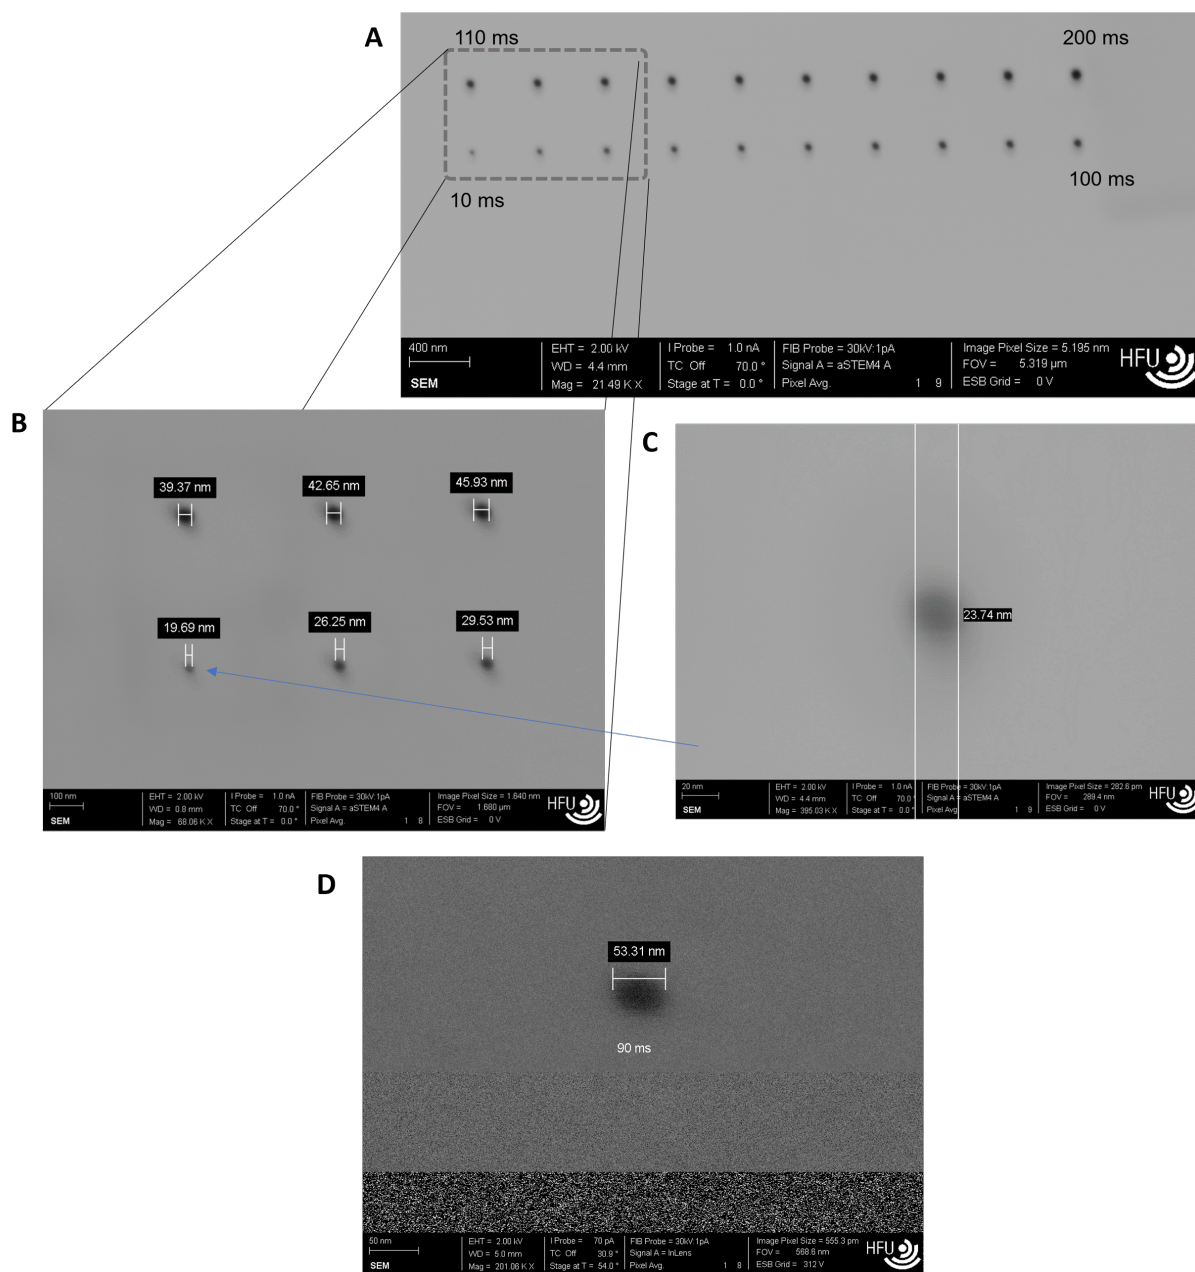 A
110 ms
200 ms
10 ms
100 ms
400 nm
SEM
EHT = 2.00 kV
WD = 4.4 mm
Mag = 21.49 K X
I Probe = 1.0 nA
TC Off 70.0 °
Stage at T = 0.0 °
FIB Probe = 30kV:1pA
Signal A = aSTEM4 A
Pixel Avg. 1 9
Image Pixel Size = 5.195 nm
FOV = 5.319 µm
ESB Grid = 0 V
HFU
B
39.37 nm
42.65 nm
45.93 nm
19.69 nm
26.25 nm
29.53 nm
100 nm
SEM
EHT = 2.00 kV
WD = 0.8 mm
Mag = 68.06 K X
I Probe = 1.0 nA
TC Off 70.0 °
Stage at T = 0.0 °
FIB Probe = 30kV:1pA
Signal A = aSTEM4 A
Pixel Avg. 1 8
Image Pixel Size = 1.640 nm
FOV = 1.680 µm
ESB Grid = 0 V
HFU
C
23.74 nm
20 nm
SEM
EHT = 2.00 kV
WD = 4.4 mm
Mag = 395.03 K X
I Probe = 1.0 nA
TC Off 70.0 °
Stage at T = 0.0 °
FIB Probe = 30kV:1pA
Signal A = aSTEM4 A
Pixel Avg. 1 9
Image Pixel Size = 282.6 pm
FOV = 289.4 nm
ESB Grid = 0 V
HFU
D
53.31 nm
90 ms
50 nm
SEM
EHT = 2.00 kV
WD = 5.0 mm
Mag = 201.06 K X
I Probe = 70 pA
TC Off 30.9 °
Stage at T = 54.0 °
FIB Probe = 30kV:1pA
Signal A = InLens
Pixel Avg. 1 8
Image Pixel Size = 555.3 pm
FOV = 568.6 nm
ESB Grid = 312 V
HFU